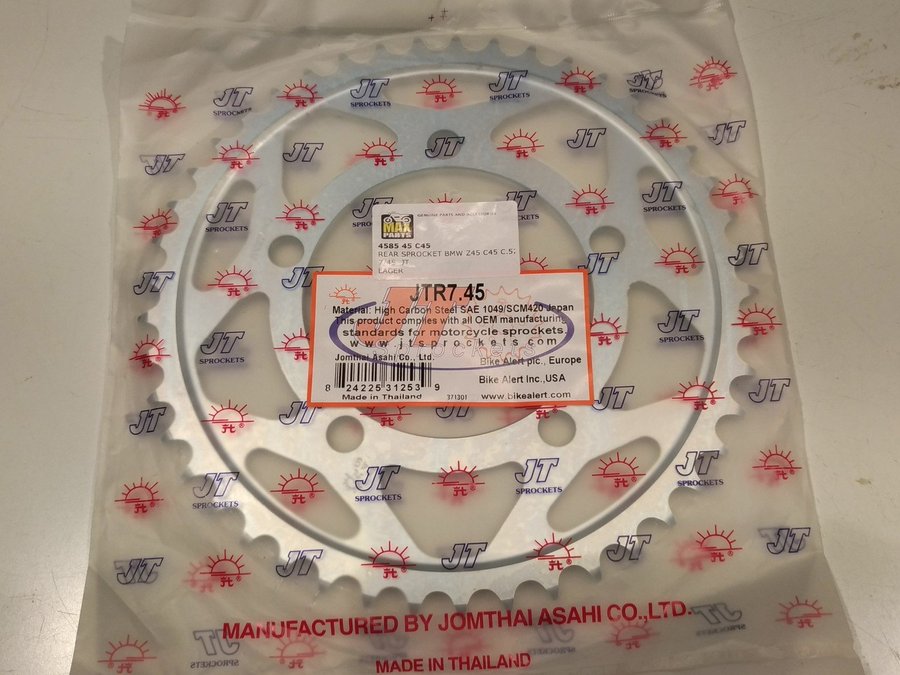 GENUINE PARTS AND ACCESSORIES
MAX
PARTS
4585 45 C45
REAR SPROCKET BMW Z45 C45 C.52
LAGER
JTR7.45
Material: High Carbon Steel SAE 1049/SCM420 Japan
This product complies with all OEM manufacturing
standards for motorcycle sprockets
www.jtsprockets.com
Jomthai Asahi Co., Ltd.
Bike Alert plc., Europe
8 24225 31253 9
Bike Alert Inc.,USA
Made in Thailand 371301 www.bikealert.com
JT
SPROCKETS
MANUFACTURED BY JOMTHAI ASAHI CO.,LTD.
MADE IN THAILAND